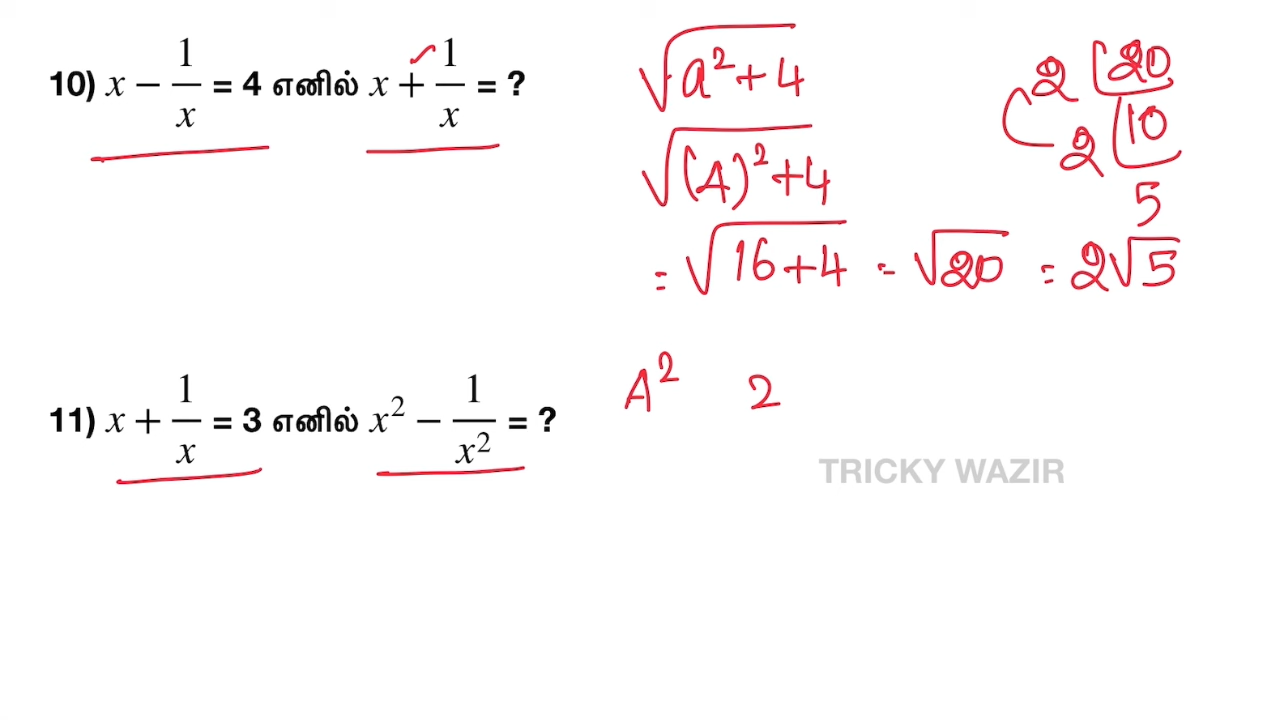 10) x − 1/x = 4 எனில் x + 1/x = ?
√a² + 4
√(4)² + 4
= √16 + 4 = √20 = 2√5
2 20
2 10
5
11) x + 1/x = 3 எனில் x² − 1/x² = ?
A² 2
TRICKY WAZIR